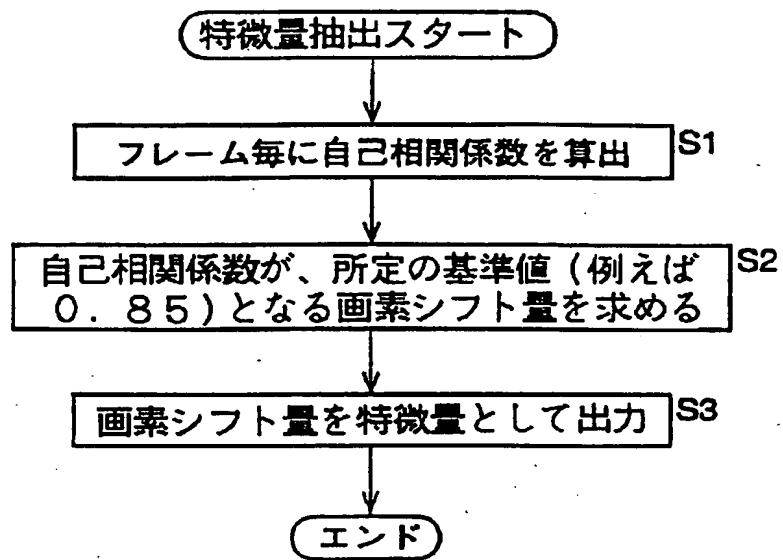 特徴量抽出スタート
フレーム毎に自己相関係数を算出
S1
自己相関係数が、所定の基準値(例えば
S2
0.85)となる画素シフト量を求める
画素シフト量を特徴量として出力
S3
エンド